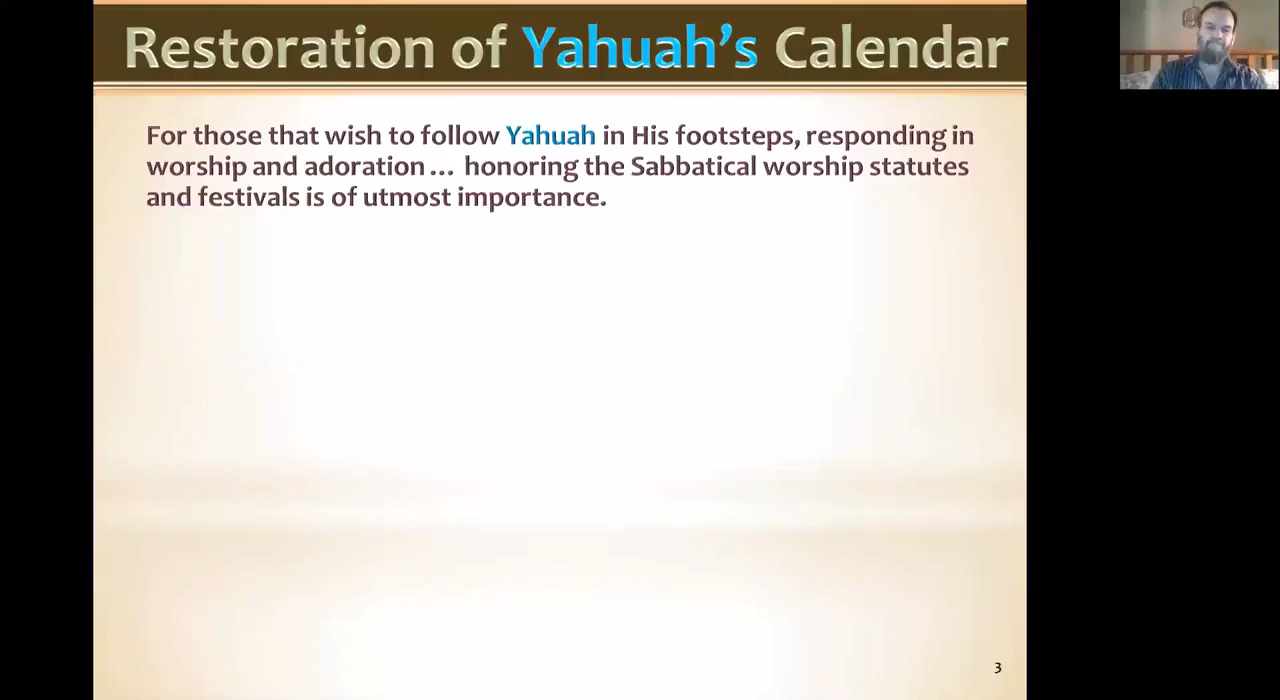 Restoration of Yahuah's Calendar
For those that wish to follow Yahuah in His footsteps, responding in
worship and adoration... honoring the Sabbatical worship statutes
and festivals is of utmost importance.
3